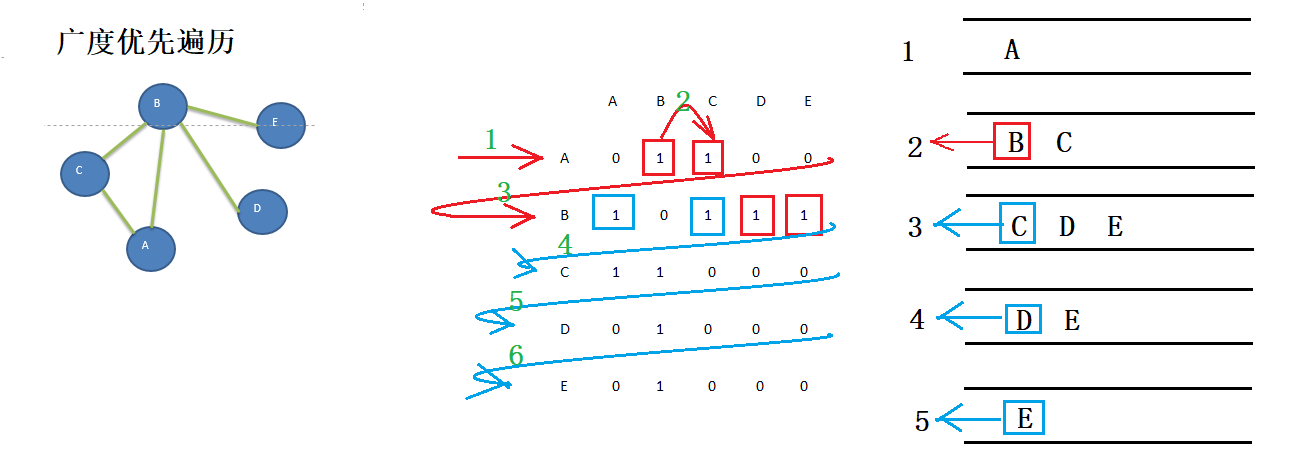 广度优先遍历
B
E
C
D
A
A B C D E
2
1
A 0 1 1 0 0
3
B 1 0 1 1 1
4
C 1 1 0 0 0
5
D 0 1 0 0 0
6
E 0 1 0 0 0
1 A
2 B C
3 C D E
4 D E
5 E